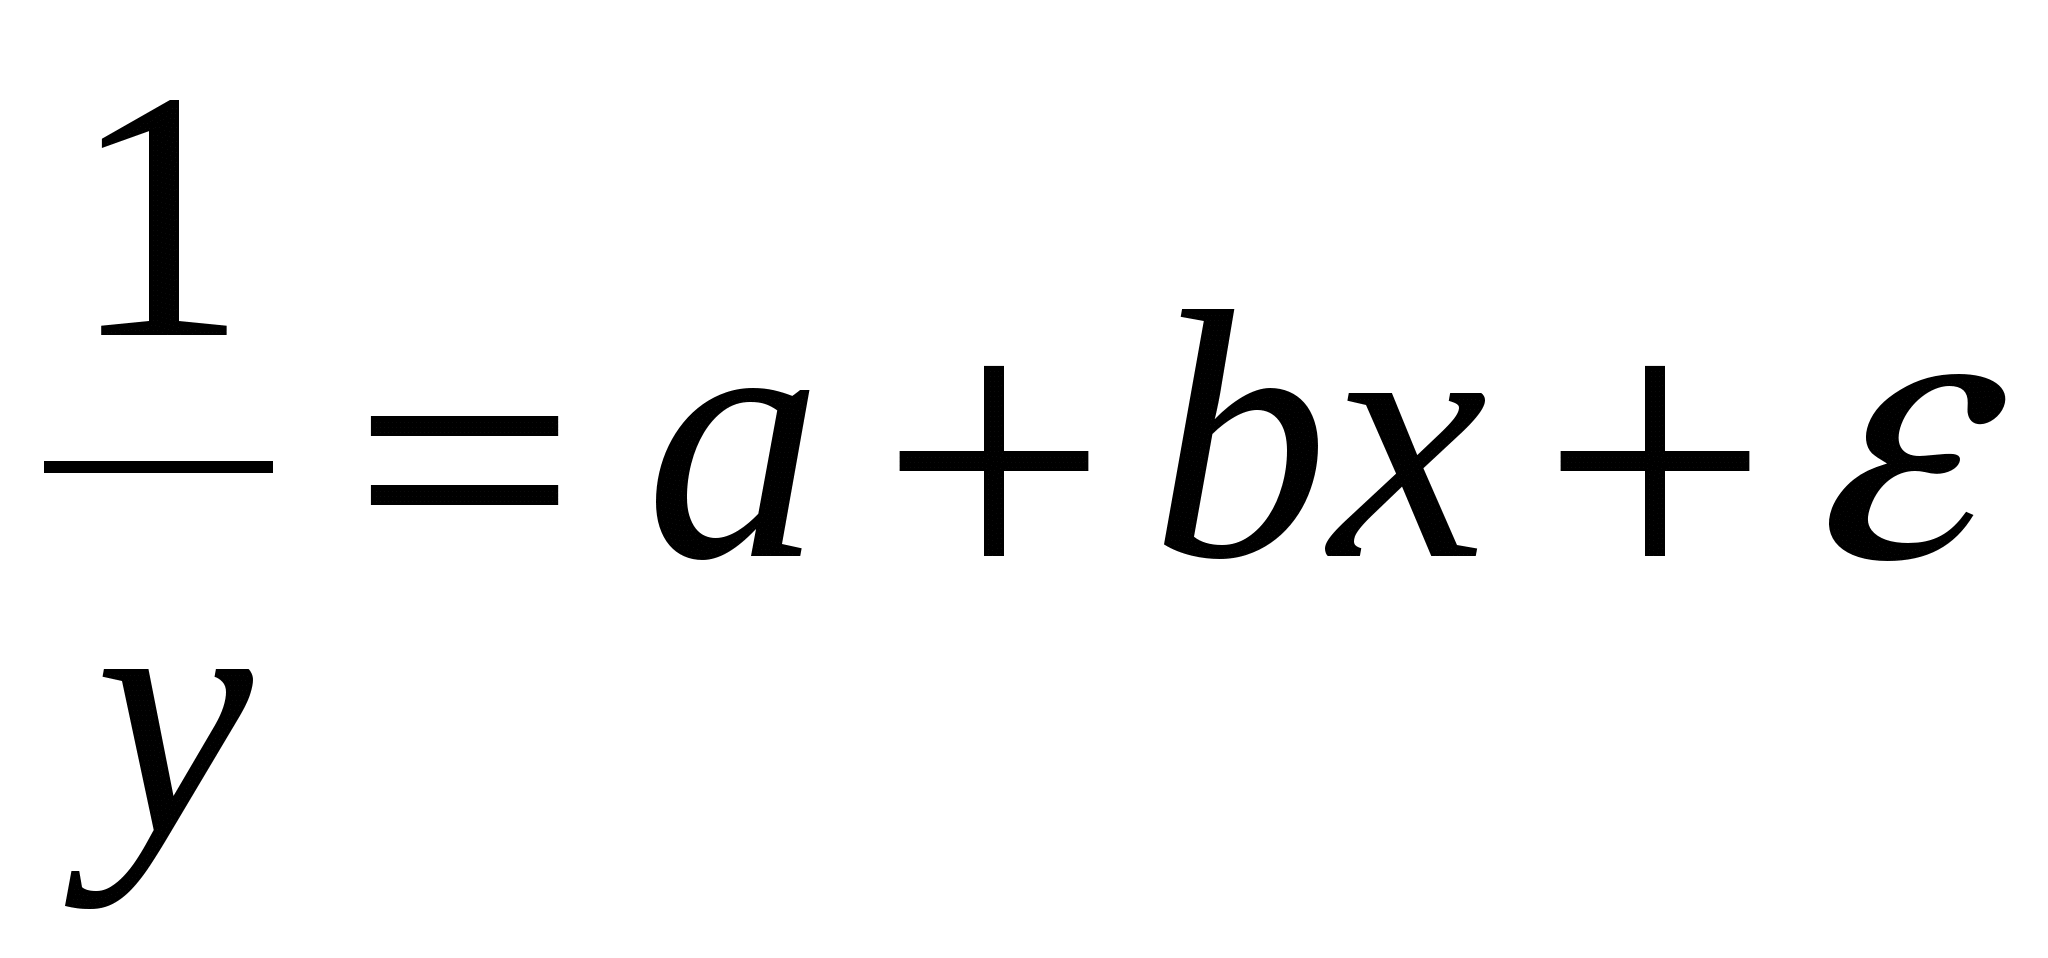 1/y = a + bx + ε